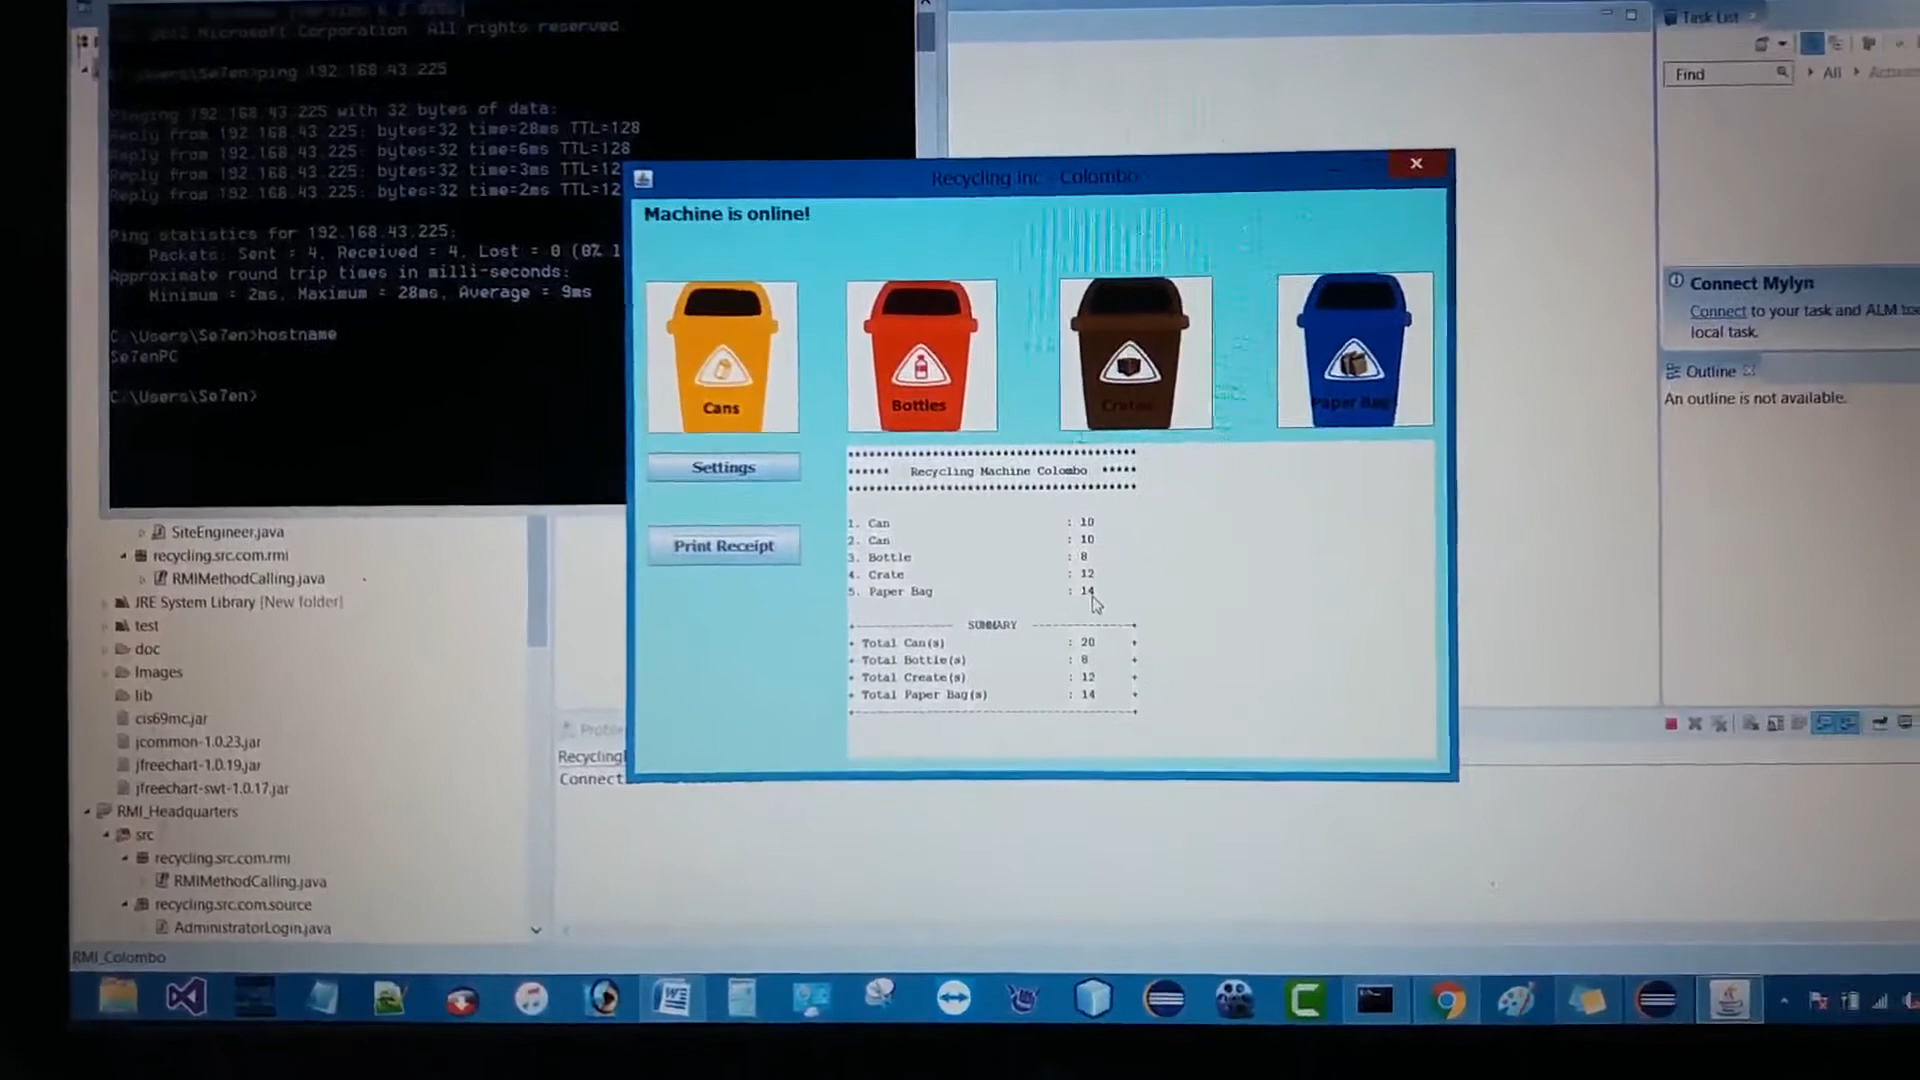 Microsoft Corporation. All rights reserved.
\Users\Se7en>ping 192.168.43.225
Pinging 192.168.43.225 with 32 bytes of data:
Reply from 192.168.43.225: bytes=32 time=28ms TTL=128
Reply from 192.168.43.225: bytes=32 time=6ms TTL=128
Reply from 192.168.43.225: bytes=32 time=3ms TTL=12
Reply from 192.168.43.225: bytes=32 time=2ms TTL=12
Ping statistics for 192.168.43.225:
Packets: Sent = 4, Received = 4, Lost = 0 (0% l
Approximate round trip times in milli-seconds:
Minimum = 2ms, Maximum = 28ms, Average = 9ms
C:\Users\Se7en>hostname
Se7enPC
C:\Users\Se7en>
SiteEngineer.java
recycling.src.com.rmi
RMIMethodCalling.java
JRE System Library [New folder]
test
doc
Images
lib
cis69mc.jar
jcommon-1.0.23.jar
jfreechart-1.0.19.jar
jfreechart-swt-1.0.17.jar
RMI_Headquarters
src
recycling.src.com.rmi
RMIMethodCalling.java
recycling.src.com.source
AdministratorLogin.java
RMI_Colombo
Proble
Recycling
Connect
Recycling Inc - Colombo
Machine is online!
Cans
Bottles
Crates
Paper Bag
Settings
Print Receipt
****** Recycling Machine Colombo *****
1. Can : 10
2. Can : 10
3. Bottle : 8
4. Crate : 12
5. Paper Bag : 14
SUMMARY
+ Total Can(s) : 20 +
+ Total Bottle(s) : 8 +
+ Total Create(s) : 12 +
+ Total Paper Bag(s) : 14 +
Task List
Find
All
Connect Mylyn
Connect to your task and ALM
local task.
Outline
An outline is not available.